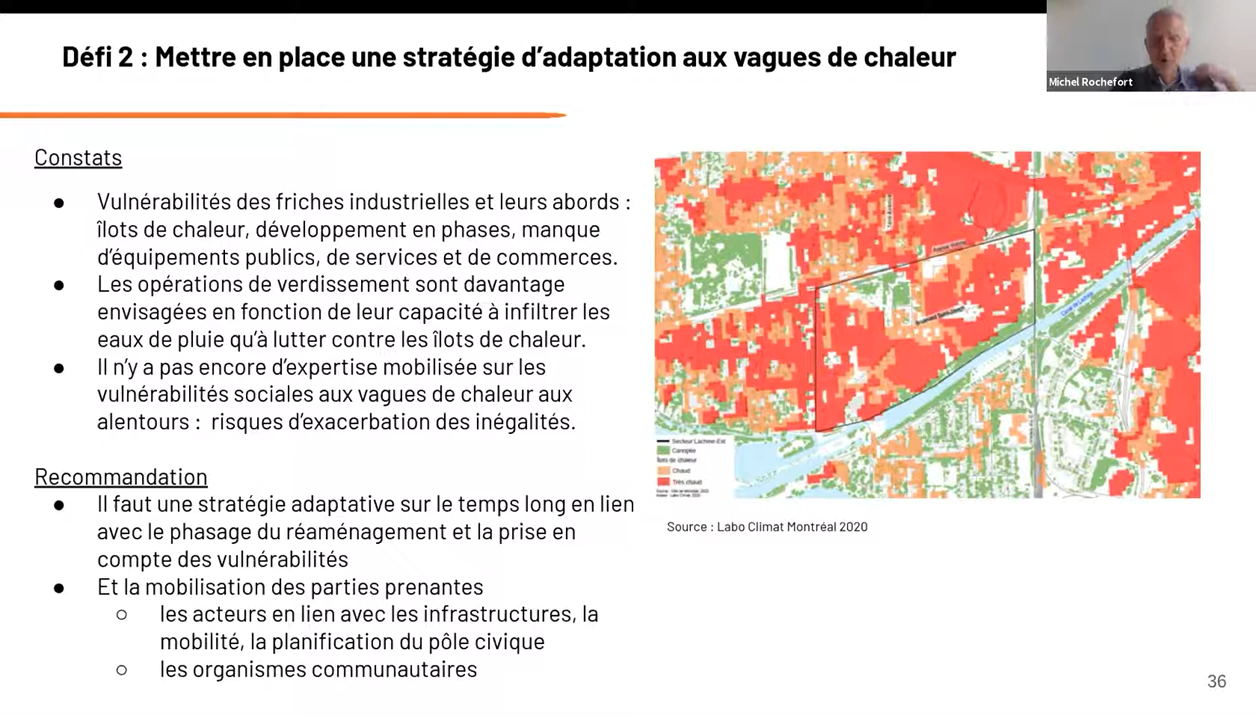 Défi 2 : Mettre en place une stratégie d’adaptation aux vagues de chaleur
Michel Rochefort
Constats
● Vulnérabilités des friches industrielles et leurs abords :
îlots de chaleur, développement en phases, manque
d’équipements publics, de services et de commerces.
● Les opérations de verdissement sont davantage
envisagées en fonction de leur capacité à infiltrer les
eaux de pluie qu’à lutter contre les îlots de chaleur.
● Il n’y a pas encore d’expertise mobilisée sur les
vulnérabilités sociales aux vagues de chaleur aux
alentours : risques d’exacerbation des inégalités.
Recommandation
● Il faut une stratégie adaptative sur le temps long en lien
avec le phasage du réaménagement et la prise en
compte des vulnérabilités
● Et la mobilisation des parties prenantes
○ les acteurs en lien avec les infrastructures, la
mobilité, la planification du pôle civique
○ les organismes communautaires
Canal de Lachine
Secteur Lachine-Est
Canopée
Îlots de chaleur
Chaud
Très chaud
Source : Labo Climat Montréal 2020
36